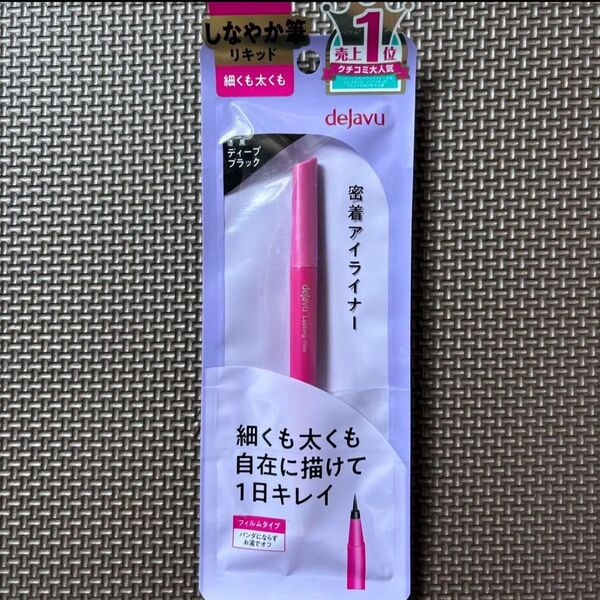 しなやか筆
リキッド
細くも太くも
売上1位
クチコミ大人気
dejavu
漆黒
ディープ
ブラック
密着アイライナー
dejavu Lasting-fine
細くも太くも
自在に描けて
1日キレイ
フィルムタイプ
パンダにならず
お湯でオフ